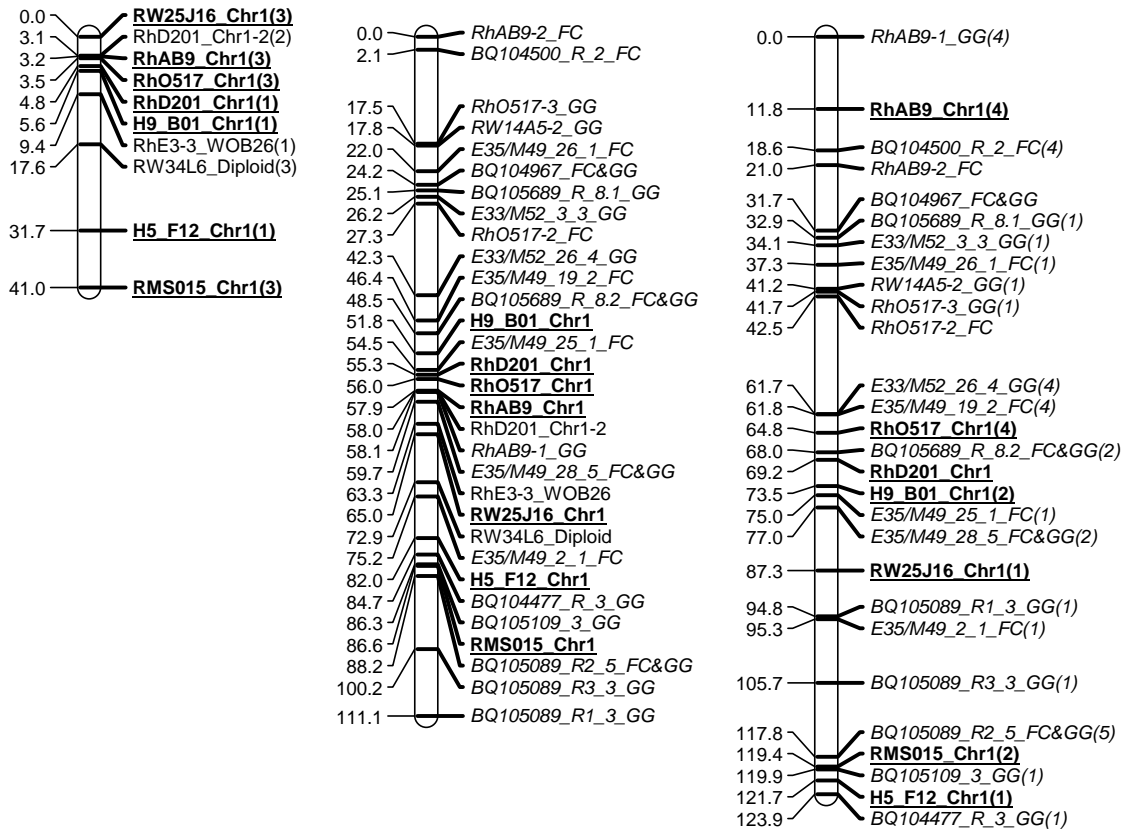 0.0 RW25J16_Chr1(3)
3.1 RhD201_Chr1-2(2)
3.2 RhAB9_Chr1(3)
3.5 RhO517_Chr1(3)
4.8 RhD201_Chr1(1)
5.6 H9_B01_Chr1(1)
9.4 RhE3-3_WOB26(1)
17.6 RW34L6_Diploid(3)
31.7 H5_F12_Chr1(1)
41.0 RMS015_Chr1(3)
0.0 RhAB9-2_FC
2.1 BQ104500_R_2_FC
17.5 RhO517-3_GG
17.8 RW14A5-2_GG
22.0 E35/M49_26_1_FC
24.2 BQ104967_FC&GG
25.1 BQ105689_R_8.1_GG
26.2 E33/M52_3_3_GG
27.3 RhO517-2_FC
42.3 E33/M52_26_4_GG
46.4 E35/M49_19_2_FC
48.5 BQ105689_R_8.2_FC&GG
51.8 H9_B01_Chr1
54.5 E35/M49_25_1_FC
55.3 RhD201_Chr1
56.0 RhO517_Chr1
57.9 RhAB9_Chr1
58.0 RhD201_Chr1-2
58.1 RhAB9-1_GG
59.7 E35/M49_28_5_FC&GG
63.3 RhE3-3_WOB26
65.0 RW25J16_Chr1
72.9 RW34L6_Diploid
75.2 E35/M49_2_1_FC
82.0 H5_F12_Chr1
84.7 BQ104477_R_3_GG
86.3 BQ105109_3_GG
86.6 RMS015_Chr1
88.2 BQ105089_R2_5_FC&GG
100.2 BQ105089_R3_3_GG
111.1 BQ105089_R1_3_GG
0.0 RhAB9-1_GG(4)
11.8 RhAB9_Chr1(4)
18.6 BQ104500_R_2_FC(4)
21.0 RhAB9-2_FC
31.7 BQ104967_FC&GG
32.9 BQ105689_R_8.1_GG(1)
34.1 E33/M52_3_3_GG(1)
37.3 E35/M49_26_1_FC(1)
41.2 RW14A5-2_GG(1)
41.7 RhO517-3_GG(1)
42.5 RhO517-2_FC
61.7 E33/M52_26_4_GG(4)
61.8 E35/M49_19_2_FC(4)
64.8 RhO517_Chr1(4)
68.0 BQ105689_R_8.2_FC&GG(2)
69.2 RhD201_Chr1
73.5 H9_B01_Chr1(2)
75.0 E35/M49_25_1_FC(1)
77.0 E35/M49_28_5_FC&GG(2)
87.3 RW25J16_Chr1(1)
94.8 BQ105089_R1_3_GG(1)
95.3 E35/M49_2_1_FC(1)
105.7 BQ105089_R3_3_GG(1)
117.8 BQ105089_R2_5_FC&GG(5)
119.4 RMS015_Chr1(2)
119.9 BQ105109_3_GG(1)
121.7 H5_F12_Chr1(1)
123.9 BQ104477_R_3_GG(1)